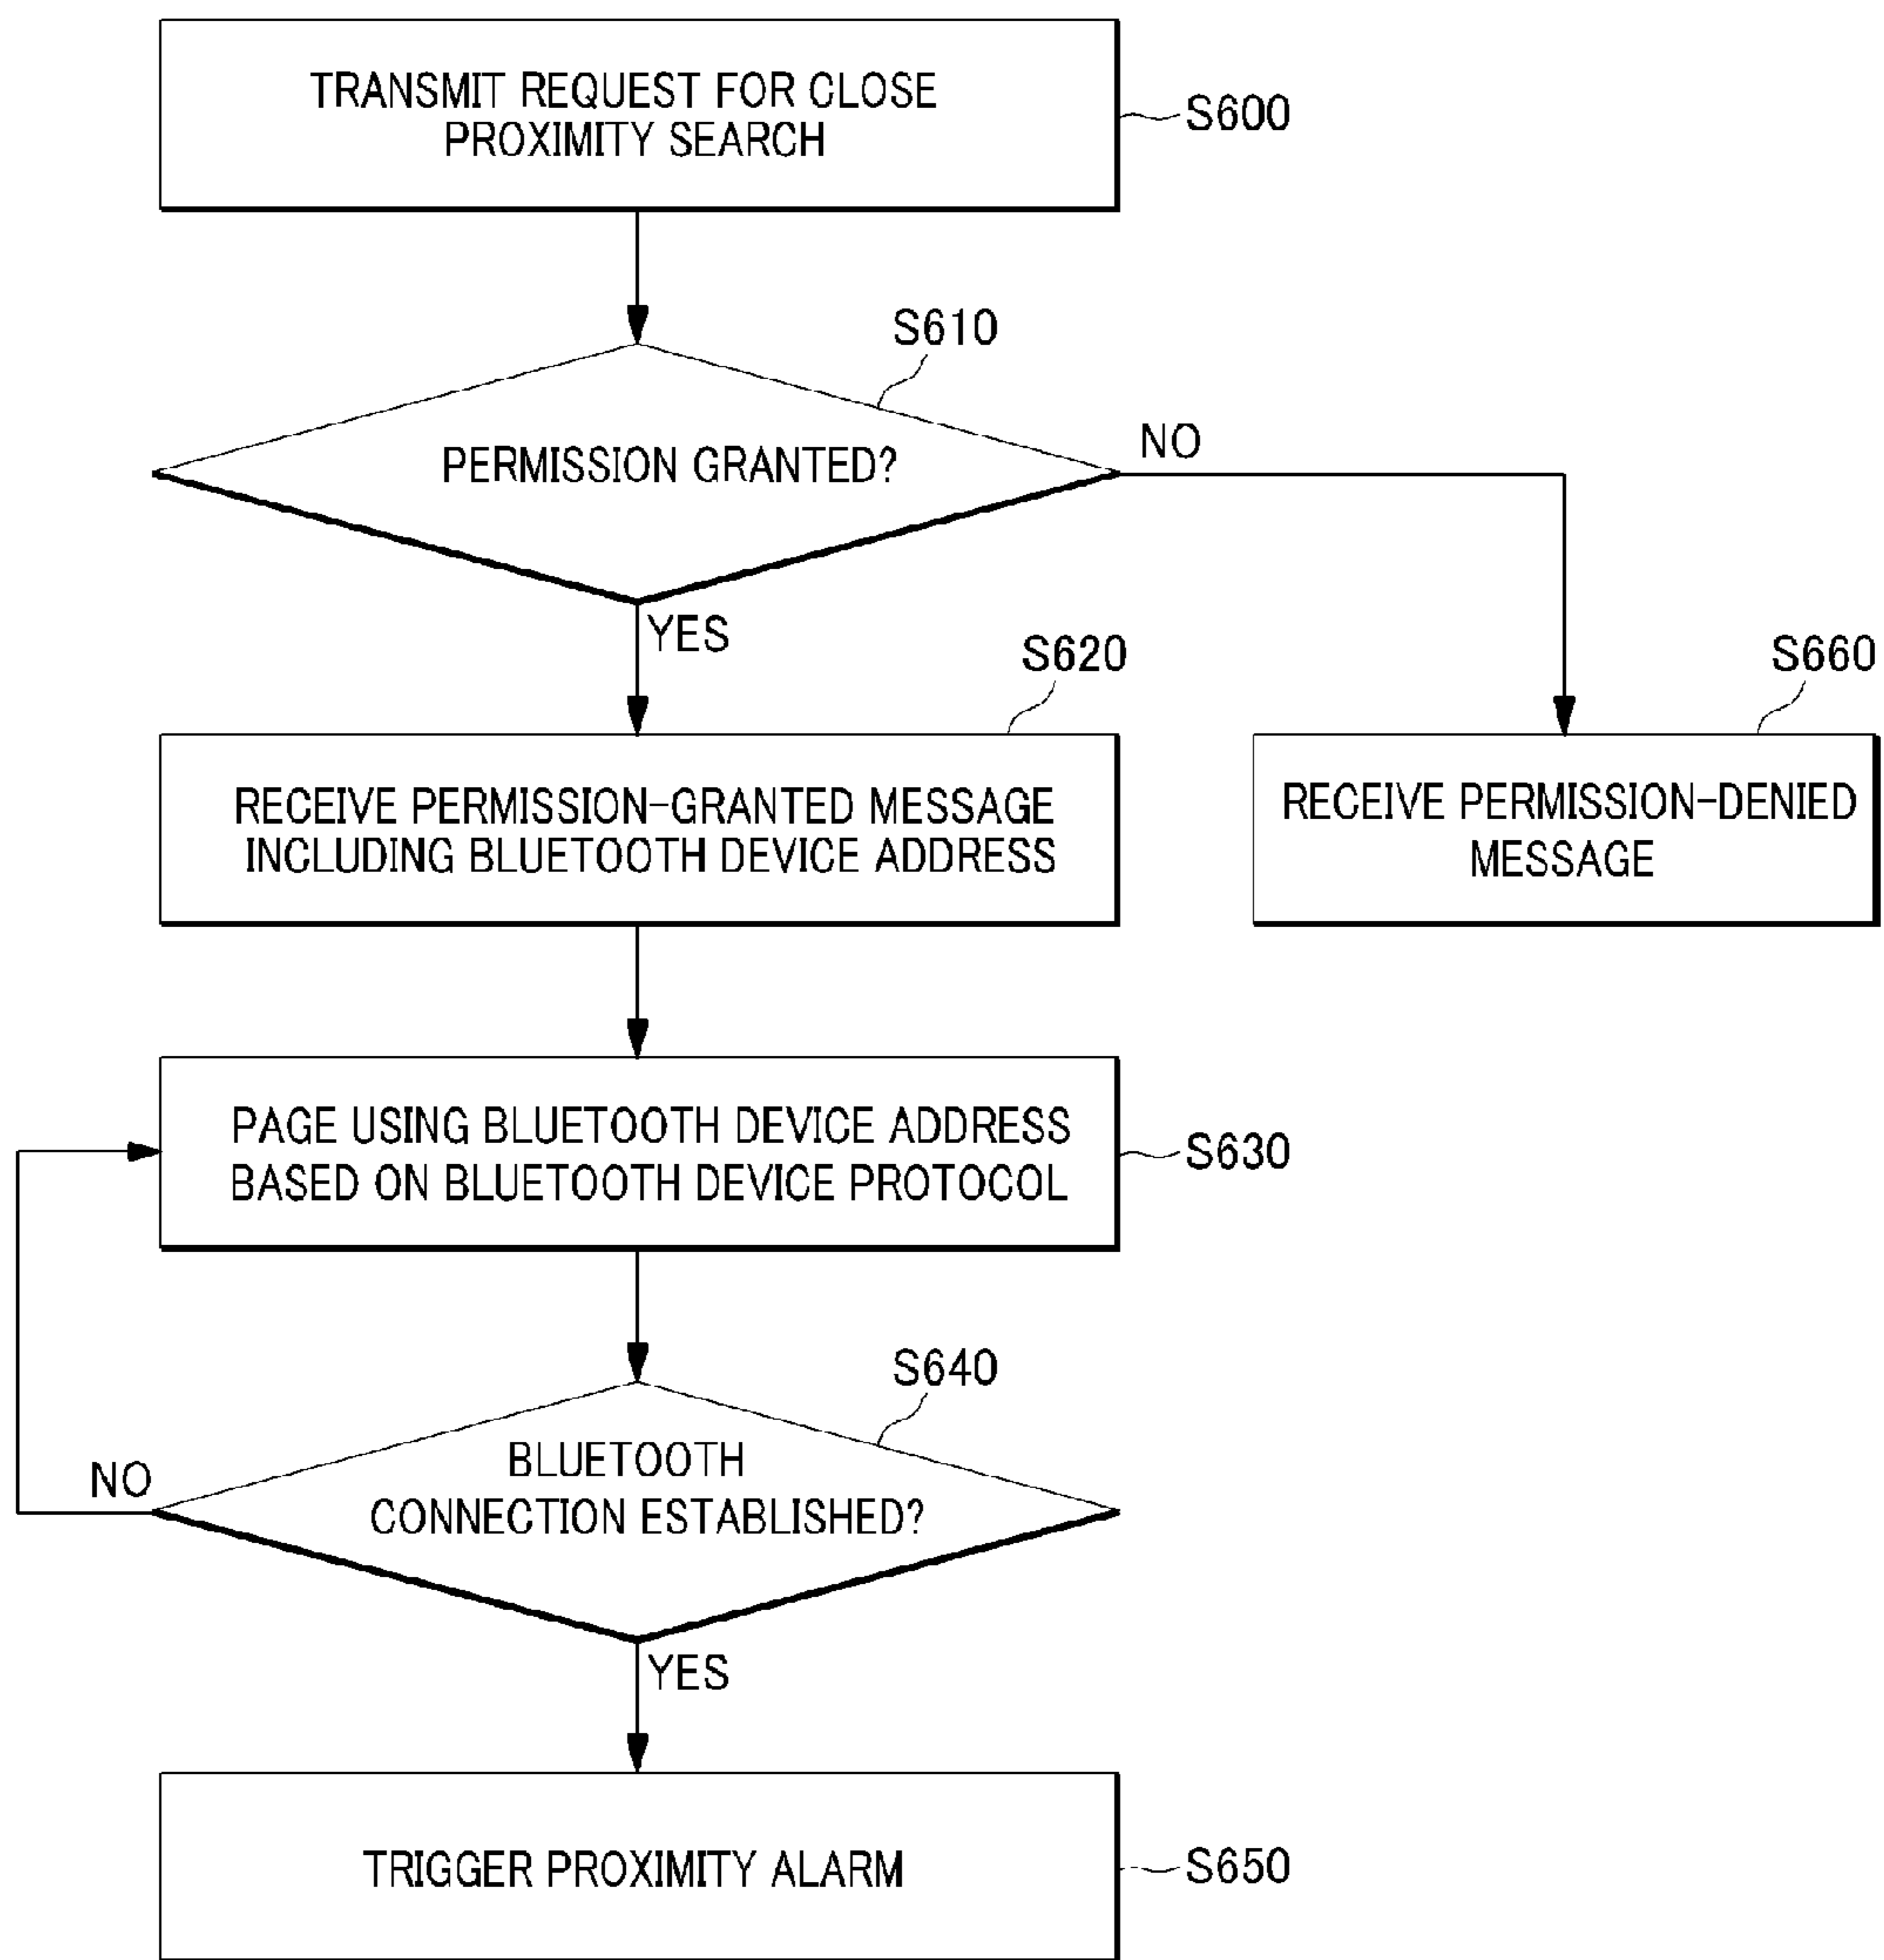 TRANSMIT REQUEST FOR CLOSE
PROXIMITY SEARCH
S600
S610
PERMISSION GRANTED?
NO
YES
S620
S660
RECEIVE PERMISSION-GRANTED MESSAGE
INCLUDING BLUETOOTH DEVICE ADDRESS
RECEIVE PERMISSION-DENIED
MESSAGE
PAGE USING BLUETOOTH DEVICE ADDRESS
BASED ON BLUETOOTH DEVICE PROTOCOL
S630
S640
BLUETOOTH
CONNECTION ESTABLISHED?
NO
YES
TRIGGER PROXIMITY ALARM
S650